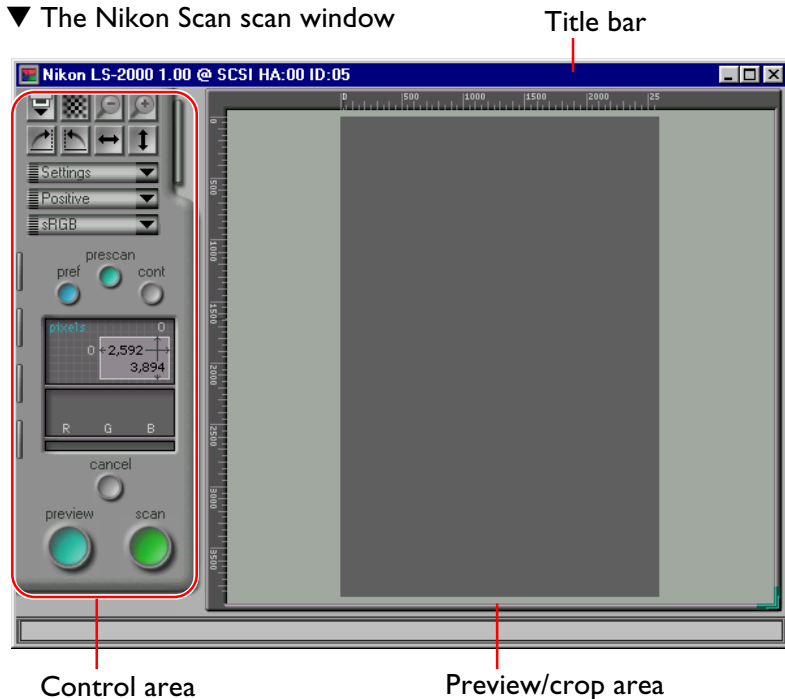 ▼ The Nikon Scan scan window
Title bar
Nikon LS-2000 1.00 @ SCSI HA:00 ID:05
0 500 1000 1500 2000 25
0 500 1000 1500 2000 2500 3000 3500
Settings
Positive
sRGB
prescan
pref cont
pixels 0
0 2,592
3,894
R G B
cancel
preview scan
Control area
Preview/crop area